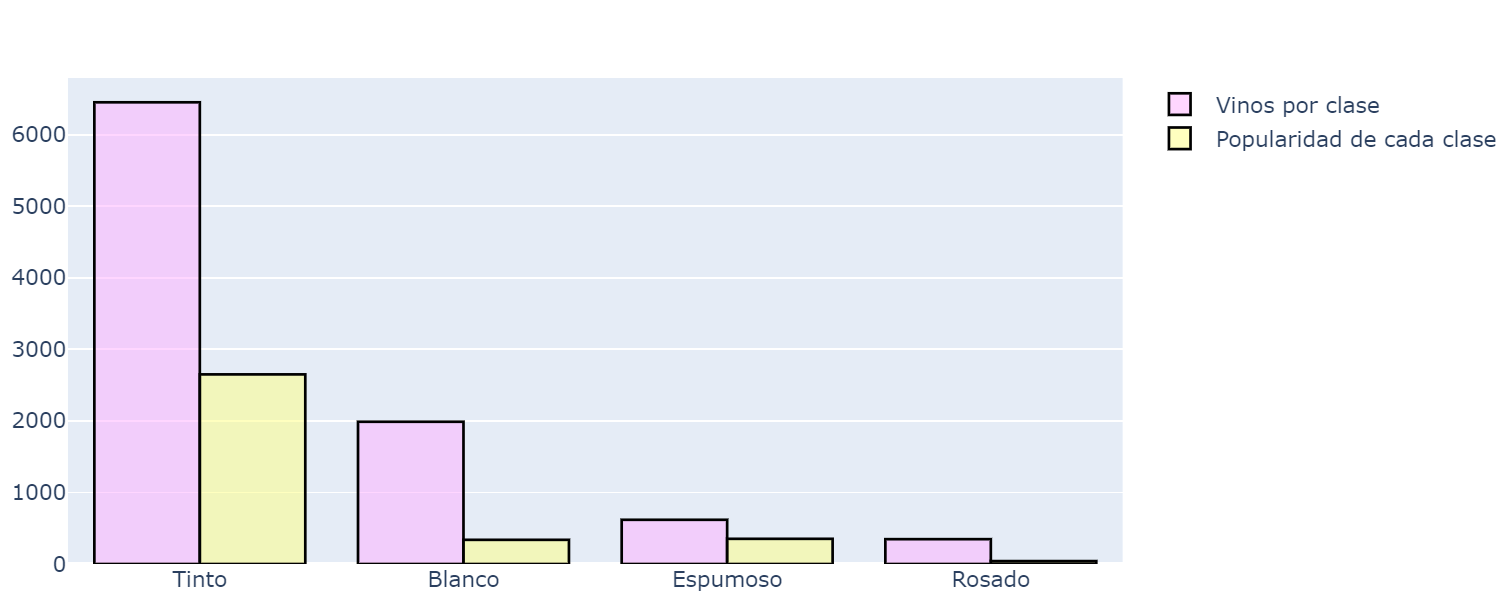 Vinos por clase
Popularidad de cada clase
6000
5000
4000
3000
2000
1000
0
Tinto Blanco Espumoso Rosado